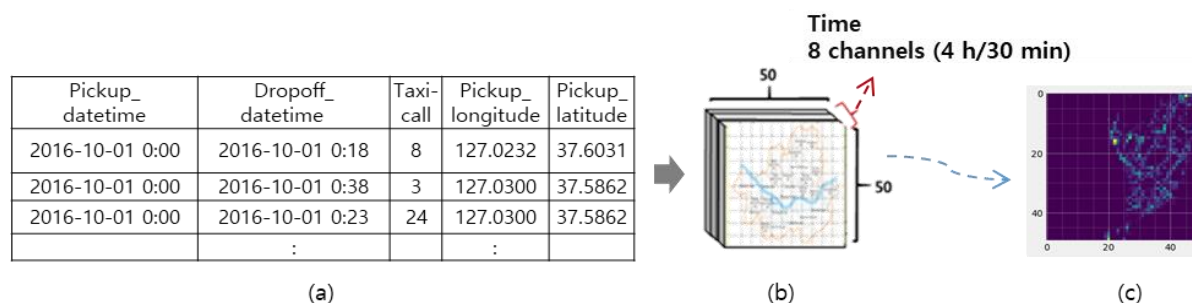 Time
8 channels (4 h/30 min)
50
50
Pickup_
datetime
Dropoff_
datetime
Taxi-
call
Pickup_
longitude
Pickup_
latitude
2016-10-01 0:00 2016-10-01 0:18 8 127.0232 37.6031
2016-10-01 0:00 2016-10-01 0:38 3 127.0300 37.5862
2016-10-01 0:00 2016-10-01 0:23 24 127.0300 37.5862
: :
0
20
40
0 20 40
(a) (b) (c)